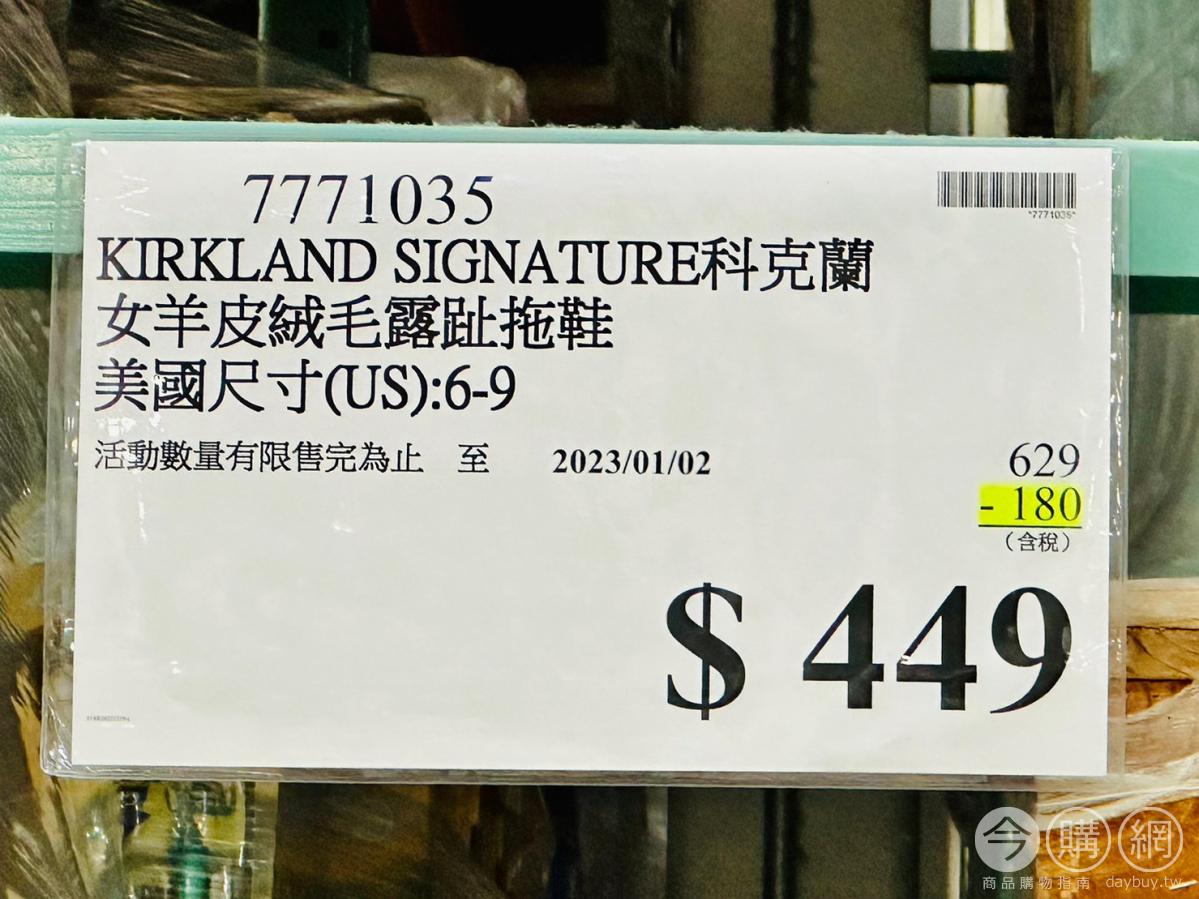 7771035
*7771035*
KIRKLAND SIGNATURE科克蘭
女羊皮絨毛露趾拖鞋
美國尺寸(US):6-9
活動數量有限售完為止 至 2023/01/02
629
- 180
(含稅)
$ 449
今購網
商品購物指南 daybuy.tw